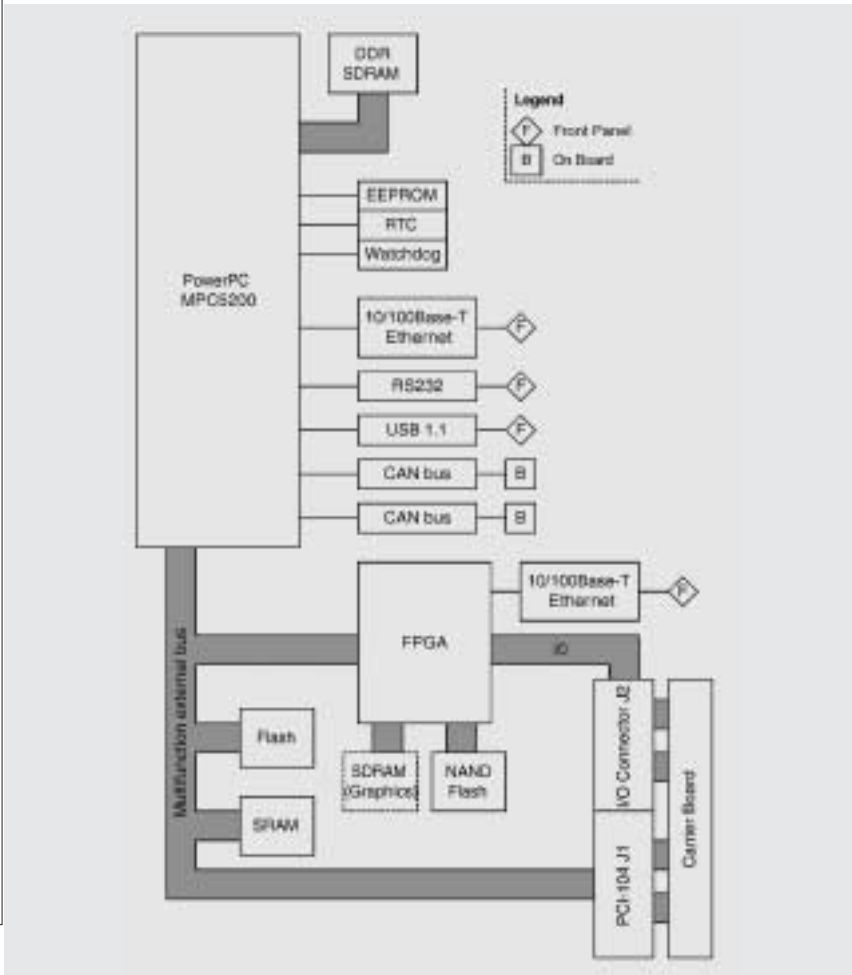 DDR
SDRAM
Legend
F Front Panel
B On Board
EEPROM
RTC
Watchdog
PowerPC
MPC5200
10/100Base-T
Ethernet
F
RS232
F
USB 1.1
F
CAN bus
B
CAN bus
B
10/100Base-T
Ethernet
F
FPGA
I/O
Multifunction external bus
Flash
SDRAM
(Graphics)
NAND
Flash
SRAM
I/O Connector J2
PCI-104 J1
Carrier Board